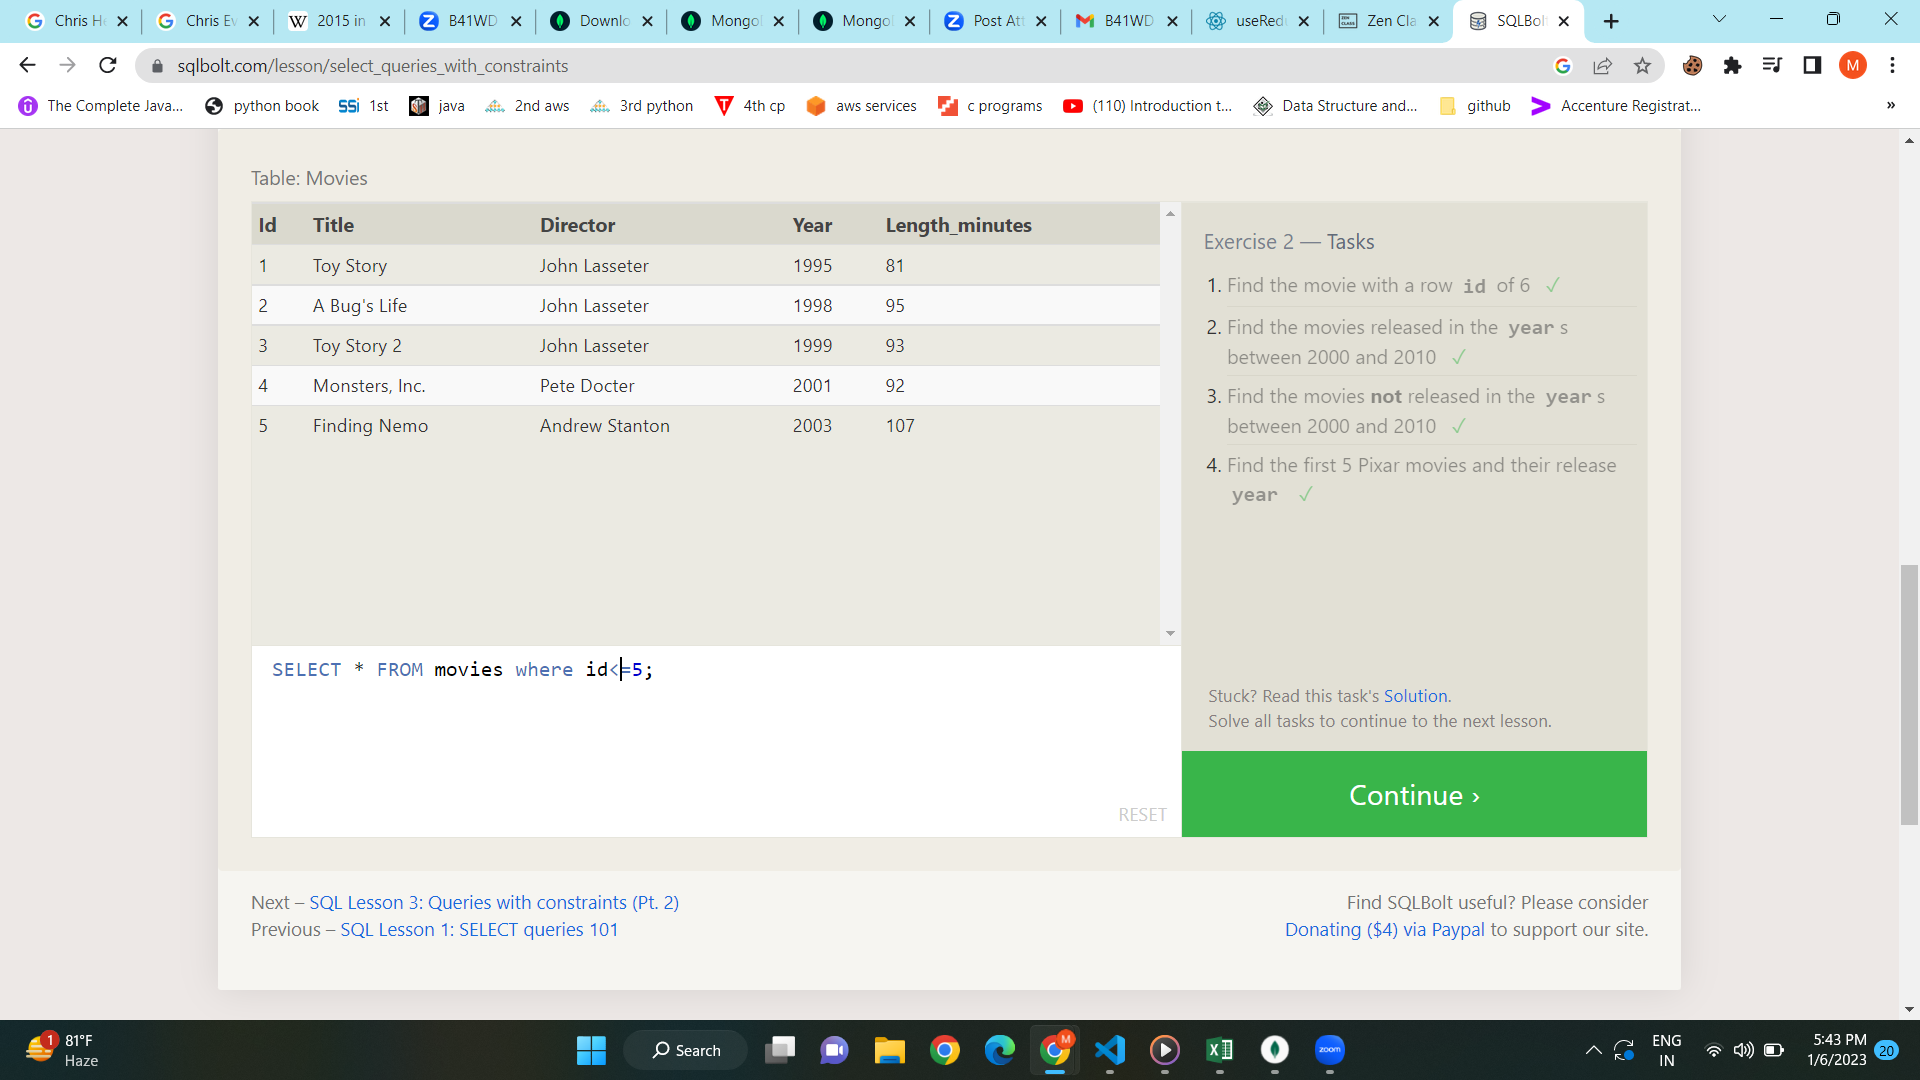 Chris He
Chris Ev
2015 in
B41WD
Downlo
Mongo
Mongo
Post Att
B41WD
useRed
Zen Cla
SQLBolt
sqlbolt.com/lesson/select_queries_with_constraints
M
The Complete Java...
python book
SSi 1st
java
2nd aws
3rd python
4th cp
aws services
c programs
(110) Introduction t...
Data Structure and...
github
Accenture Registrat...
»
Table: Movies
Id Title Director Year Length_minutes
1 Toy Story John Lasseter 1995 81
2 A Bug's Life John Lasseter 1998 95
3 Toy Story 2 John Lasseter 1999 93
4 Monsters, Inc. Pete Docter 2001 92
5 Finding Nemo Andrew Stanton 2003 107
SELECT * FROM movies where id<=5;
RESET
Exercise 2 — Tasks
1. Find the movie with a row id of 6 ✓
2. Find the movies released in the year s
between 2000 and 2010 ✓
3. Find the movies not released in the year s
between 2000 and 2010 ✓
4. Find the first 5 Pixar movies and their release
year ✓
Stuck? Read this task's Solution.
Solve all tasks to continue to the next lesson.
Continue ›
Next – SQL Lesson 3: Queries with constraints (Pt. 2)
Previous – SQL Lesson 1: SELECT queries 101
Find SQLBolt useful? Please consider
Donating ($4) via Paypal to support our site.
1
81°F
Haze
Search
M
zoom
ENG
IN
5:43 PM
1/6/2023
20